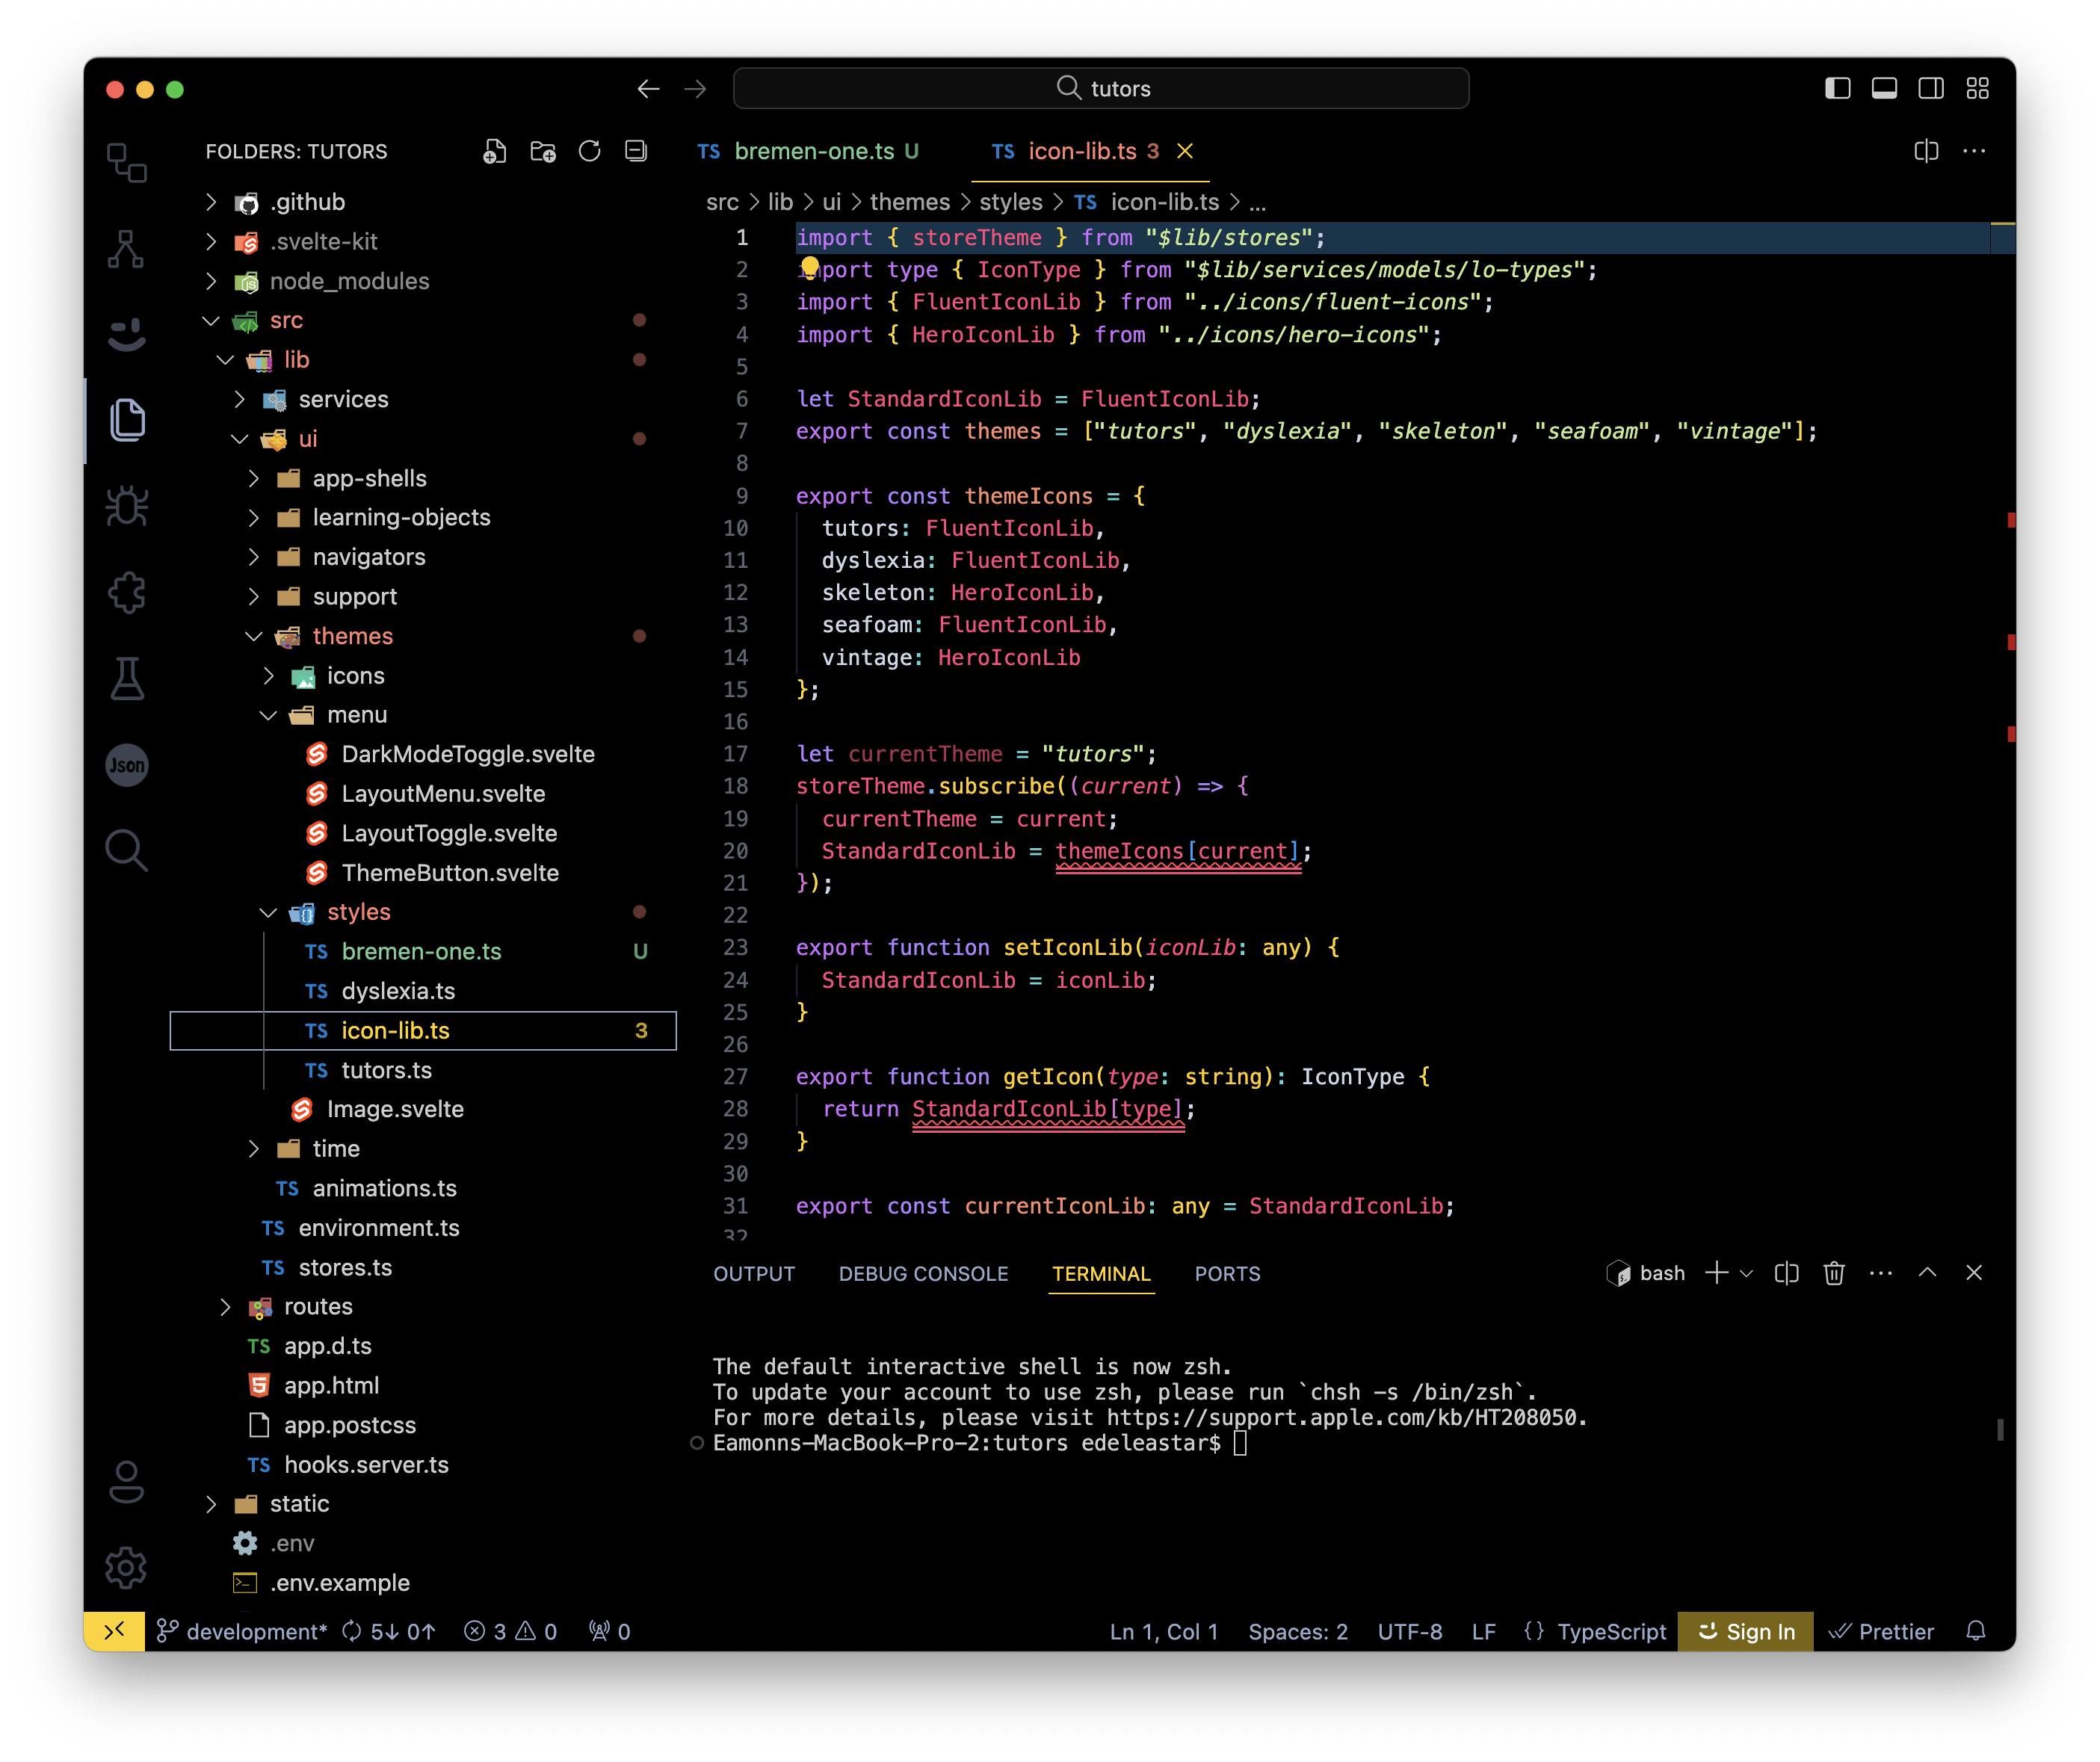 tutors
FOLDERS: TUTORS
.github
.svelte-kit
node_modules
src
lib
services
ui
app-shells
learning-objects
navigators
support
themes
icons
menu
DarkModeToggle.svelte
LayoutMenu.svelte
LayoutToggle.svelte
ThemeButton.svelte
styles
TS bremen-one.ts U
TS dyslexia.ts
TS icon-lib.ts 3
TS tutors.ts
Image.svelte
time
TS animations.ts
TS environment.ts
TS stores.ts
routes
TS app.d.ts
5 app.html
app.postcss
TS hooks.server.ts
static
.env
.env.example
Json
TS bremen-one.ts U
TS icon-lib.ts 3
src > lib > ui > themes > styles > TS icon-lib.ts > ...
1 import { storeTheme } from "$lib/stores";
2 import type { IconType } from "$lib/services/models/lo-types";
3 import { FluentIconLib } from "../icons/fluent-icons";
4 import { HeroIconLib } from "../icons/hero-icons";
5
6 let StandardIconLib = FluentIconLib;
7 export const themes = ["tutors", "dyslexia", "skeleton", "seafoam", "vintage"];
8
9 export const themeIcons = {
10 tutors: FluentIconLib,
11 dyslexia: FluentIconLib,
12 skeleton: HeroIconLib,
13 seafoam: FluentIconLib,
14 vintage: HeroIconLib
15 };
16
17 let currentTheme = "tutors";
18 storeTheme.subscribe((current) => {
19 currentTheme = current;
20 StandardIconLib = themeIcons[current];
21 });
22
23 export function setIconLib(iconLib: any) {
24 StandardIconLib = iconLib;
25 }
26
27 export function getIcon(type: string): IconType {
28 return StandardIconLib[type];
29 }
30
31 export const currentIconLib: any = StandardIconLib;
32
OUTPUT DEBUG CONSOLE TERMINAL PORTS
bash
The default interactive shell is now zsh.
To update your account to use zsh, please run `chsh -s /bin/zsh`.
For more details, please visit https://support.apple.com/kb/HT208050.
Eamonns-MacBook-Pro-2:tutors edeleastar$
development* 5↓ 0↑ 3 0 0
Ln 1, Col 1 Spaces: 2 UTF-8 LF {} TypeScript Sign In Prettier